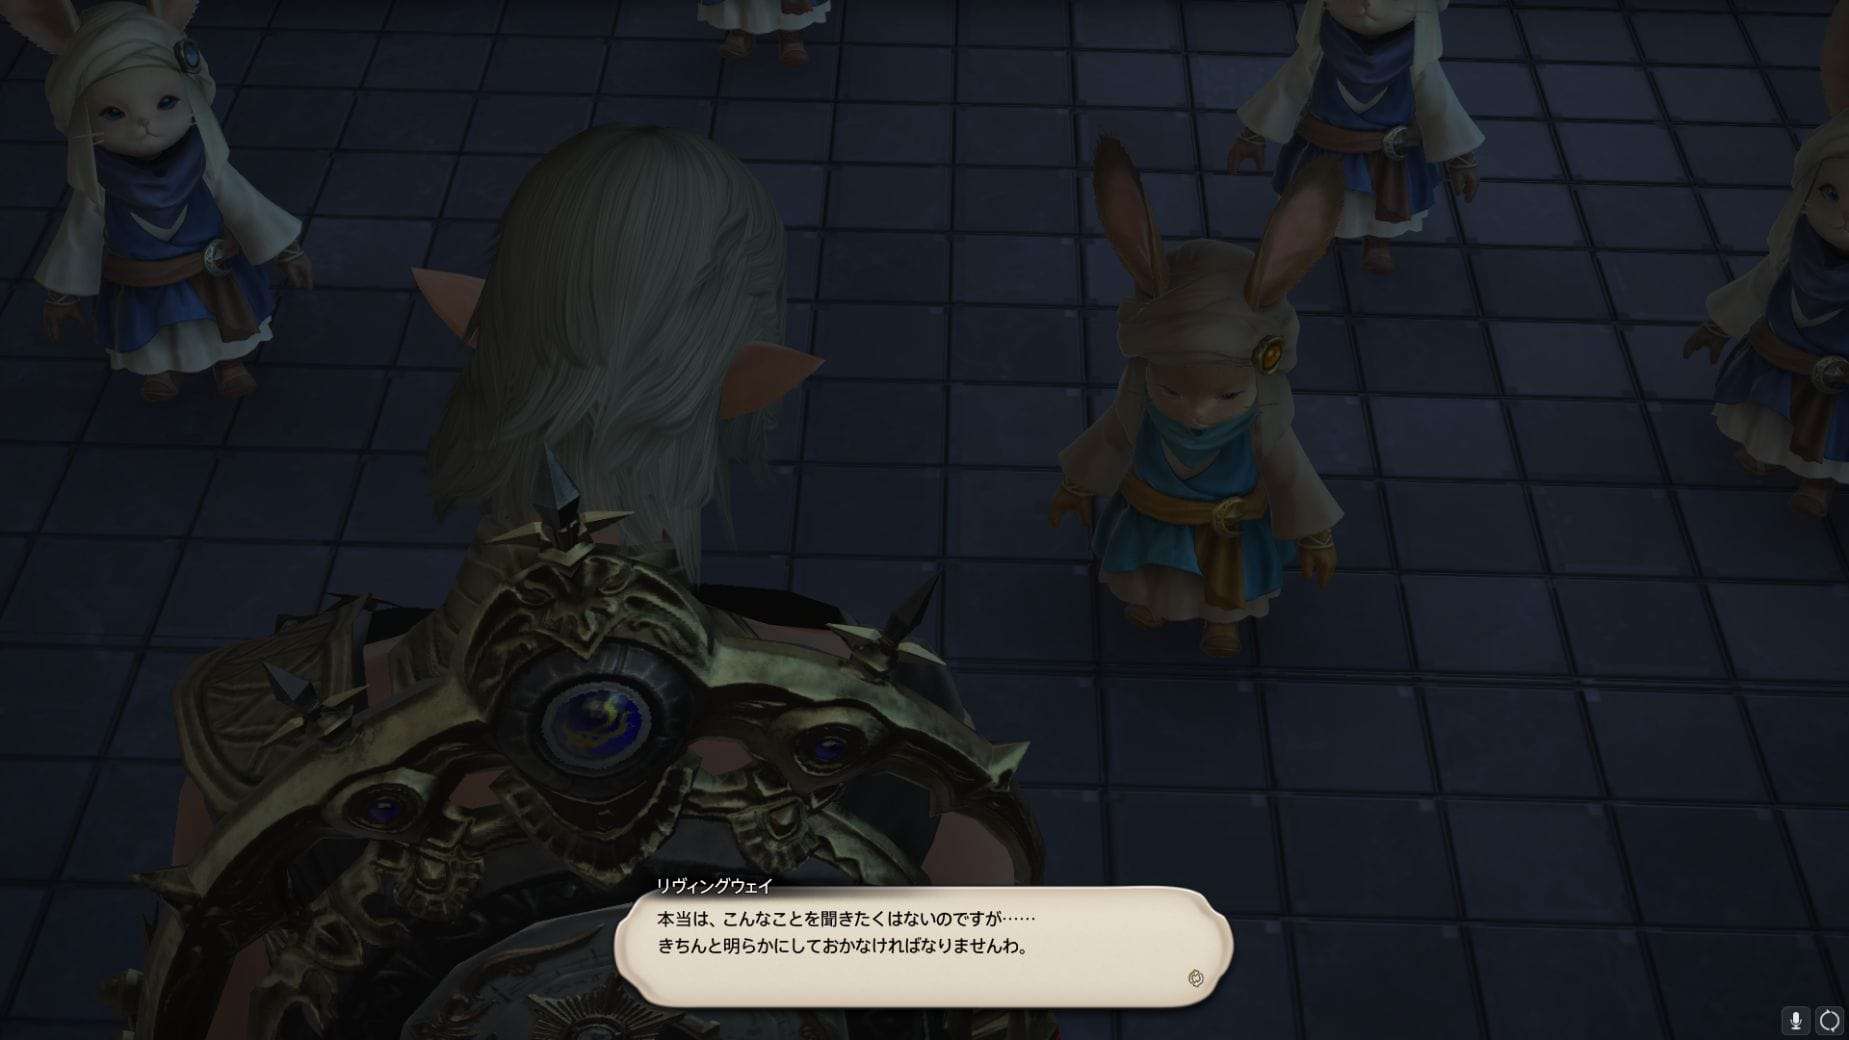 リヴィングウェイ
本当は、こんなことを聞きたくはないのですが……
きちんと明らかにしておかなければなりませんわ。